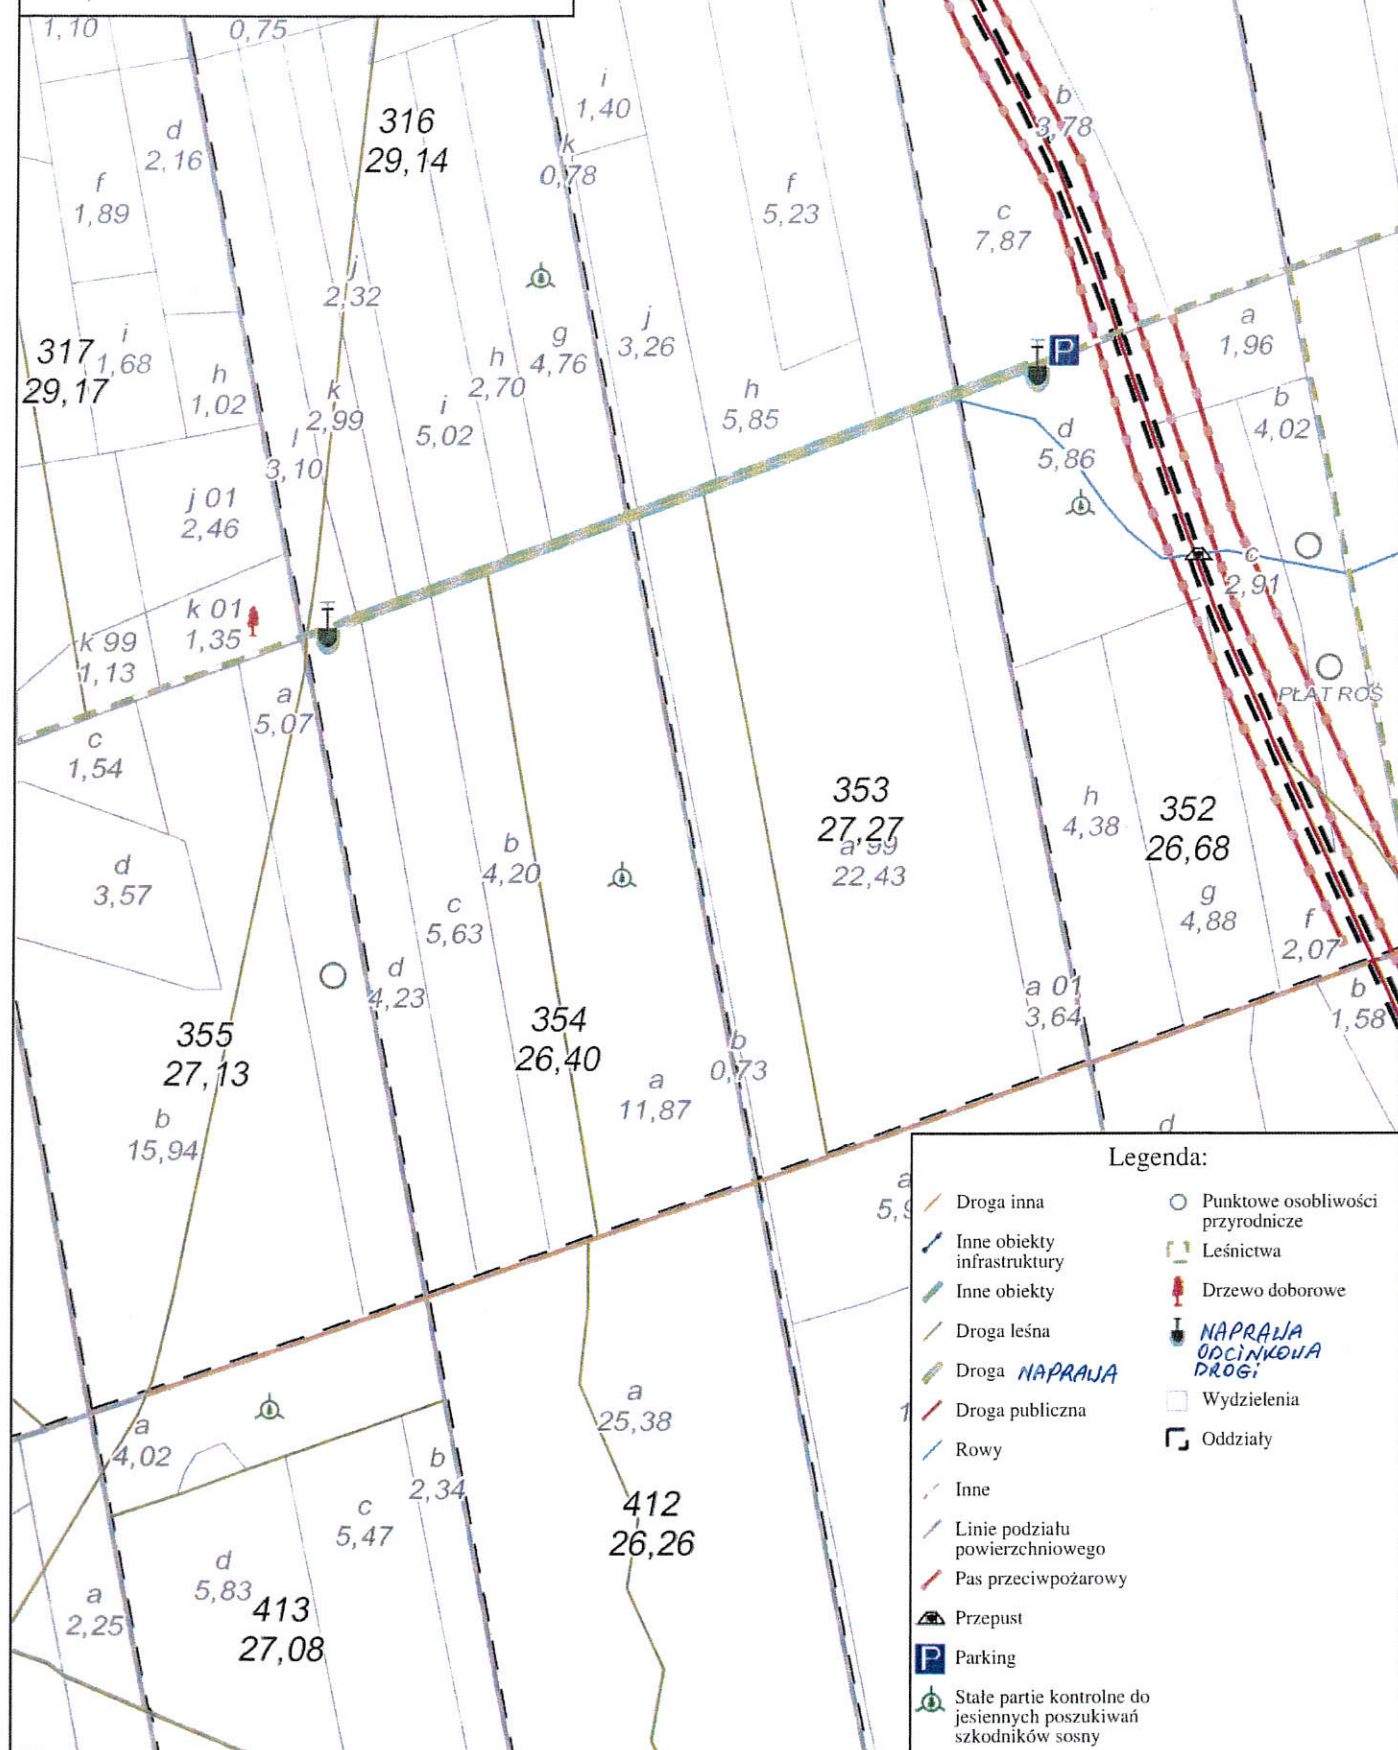 1,10
0,75
d
2,16
316
29,14
f
1,89
i
1,40
k
0,78
f
5,23
b
3,78
c
7,87
j
2,32
317
29,17
i
1,68
h
1,02
k
2,99
l
3,10
i
5,02
h
2,70
g
4,76
j
3,26
h
5,85
P
a
1,96
b
4,02
d
5,86
j 01
2,46
c
2,91
k 01
1,35
k 99
1,13
PŁAT ROŚ
a
5,07
c
1,54
d
3,57
b
4,20
c
5,63
353
27,27
a 99
22,43
h
4,38
352
26,68
g
4,88
f
2,07
d
4,23
a 01
3,64
b
1,58
355
27,13
354
26,40
b
0,73
a
11,87
b
15,94
d
a
5,9
a
4,02
a
25,38
b
2,34
c
5,47
412
26,26
d
5,83
a
2,25
413
27,08
1
Legenda:
Droga inna
Inne obiekty
infrastruktury
Inne obiekty
Droga leśna
Droga NAPRAWA
Droga publiczna
Rowy
Inne
Linie podziału
powierzchniowego
Pas przeciwpożarowy
Przepust
P Parking
Stałe partie kontrolne do
jesiennych poszukiwań
szkodników sosny
Punktowe osobliwości
przyrodnicze
Leśnictwa
Drzewo doborowe
NAPRAWA
ODCINKOWA
DROGi
Wydzielenia
Oddziały